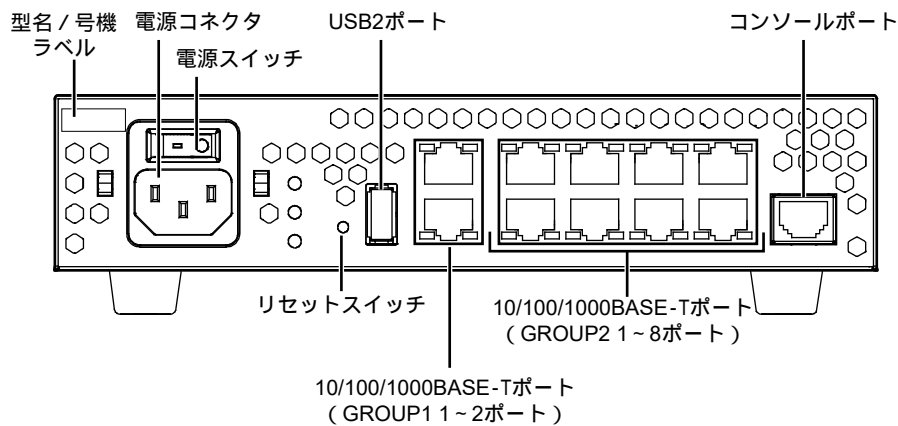 型名 / 号機
ラベル
電源コネクタ
電源スイッチ
USB2ポート
コンソールポート
リセットスイッチ
10/100/1000BASE-Tポート
( GROUP2 1~8ポート )
10/100/1000BASE-Tポート
( GROUP1 1~2ポート )